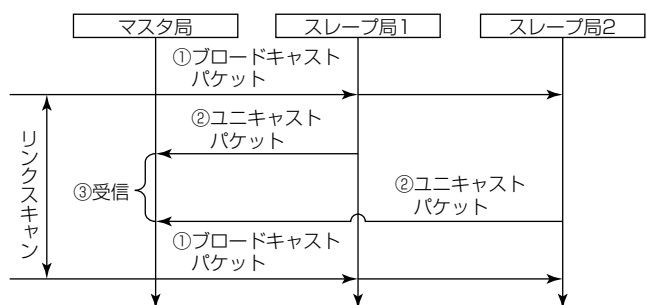 マスタ局
スレーブ局1
スレーブ局2
①ブロードキャスト
パケット
②ユニキャスト
パケット
リンクスキャン
③受信
②ユニキャスト
パケット
①ブロードキャスト
パケット